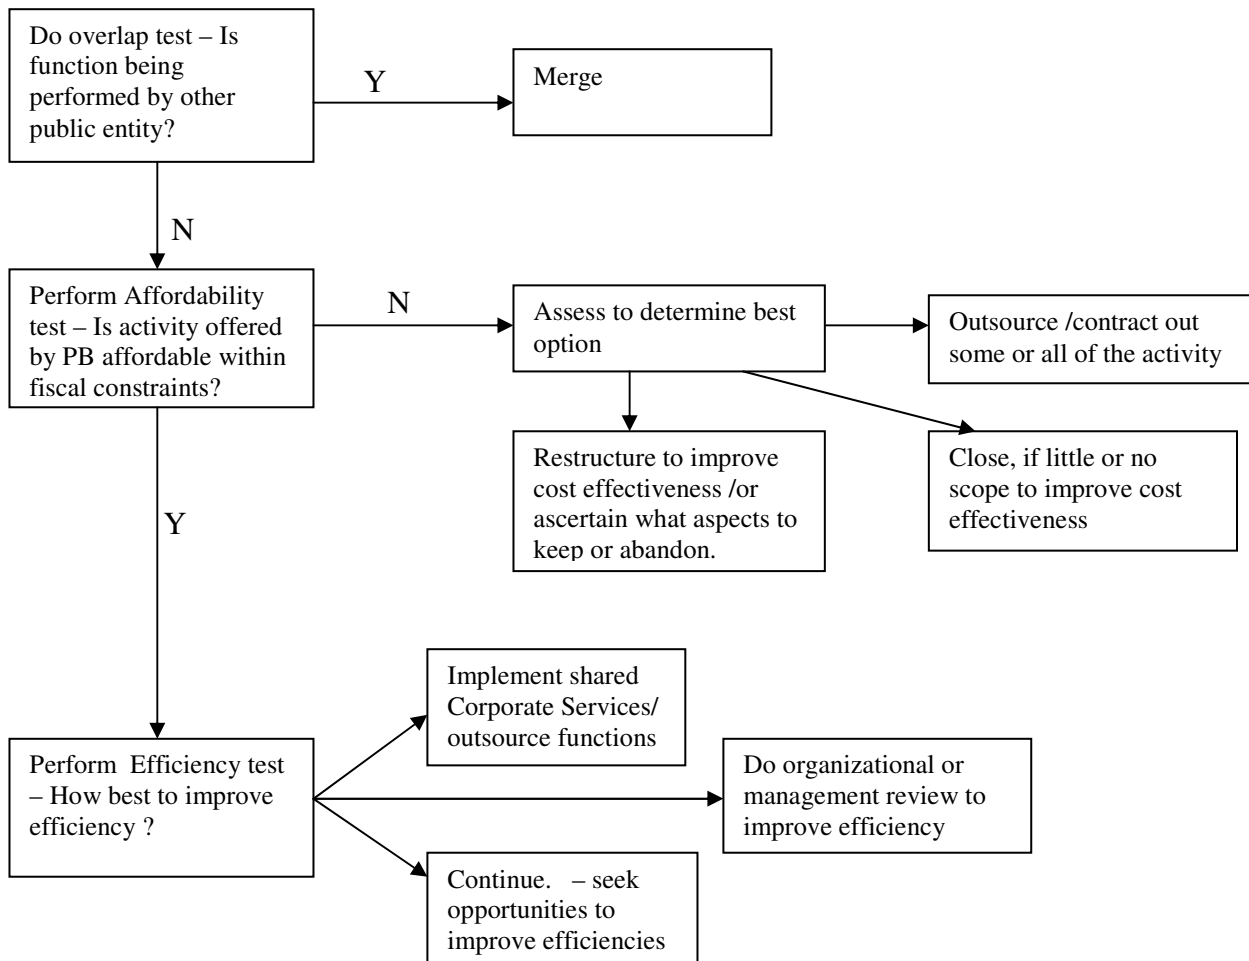 Do overlap test – Is
function being
performed by other
public entity?
Y
Merge
N
Perform Affordability
test – Is activity offered
by PB affordable within
fiscal constraints?
N
Assess to determine best
option
Outsource /contract out
some or all of the activity
Restructure to improve
cost effectiveness /or
ascertain what aspects to
keep or abandon.
Close, if little or no
scope to improve cost
effectiveness
Y
Implement shared
Corporate Services/
outsource functions
Perform  Efficiency test
– How best to improve
efficiency ?
Do organizational or
management review to
improve efficiency
Continue.   – seek
opportunities to
improve efficiencies